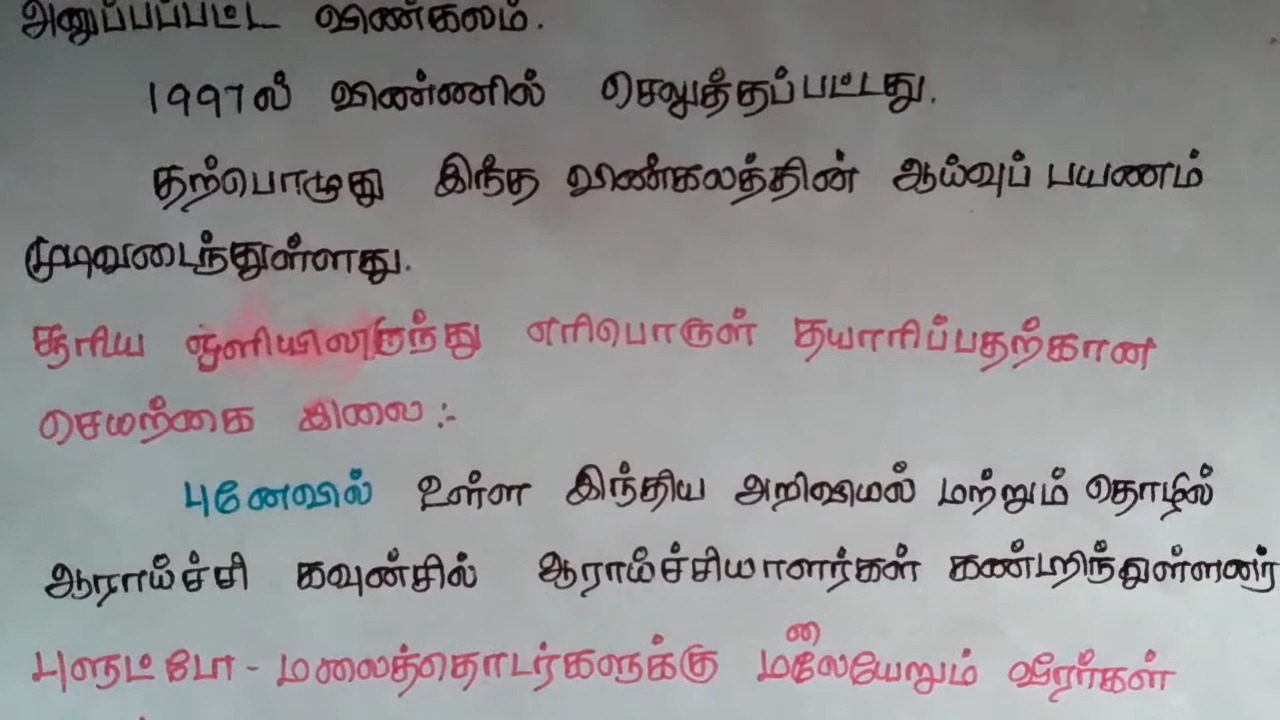 அனுப்பப்பட்ட விண்கலம்.
1997ல் விண்ணில் செலுத்தப்பட்டது.
தற்பொழுது இந்த விண்கலத்தின் ஆய்வுப் பயணம்
முடிவடைந்துள்ளது.
சூரிய ஒளியிலிருந்து எரிபொருள் தயாரிப்பதற்கான
செயற்கை இலை :-
புனேவில் உள்ள இந்திய அறிவியல் மற்றும் தொழில்
ஆராய்ச்சி கவுன்சில் ஆராய்ச்சியாளர்கள் கண்டறிந்துள்ளனர்
மலைத்தொடர்களுக்கு மலையேறும் வீரர்கள்